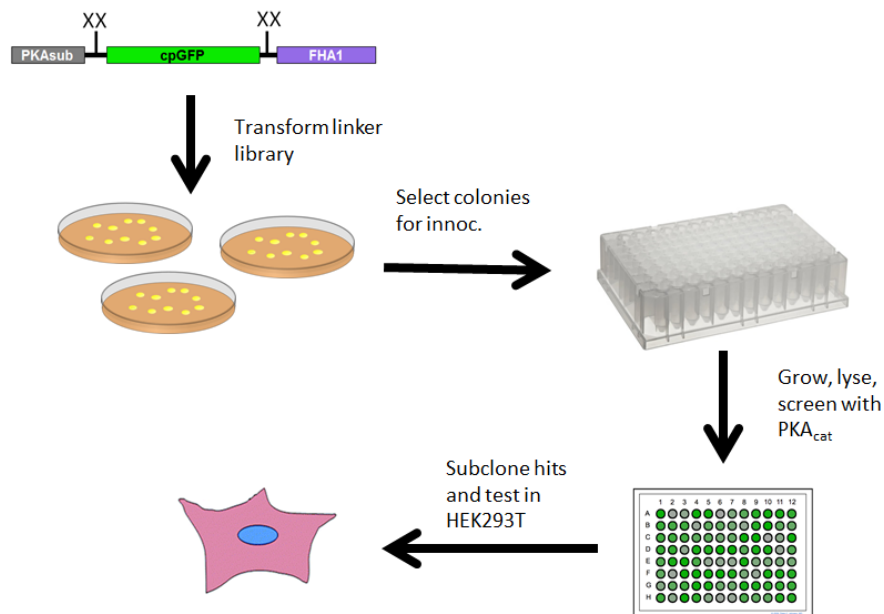 XX XX
PKAsub cpGFP FHA1
Transform linker
library
Select colonies
for innoc.
Grow, lyse,
screen with
PKAcat
Subclone hits
and test in
HEK293T
1 2 3 4 5 6 7 8 9 10 11 12
A
B
C
D
E
F
G
H